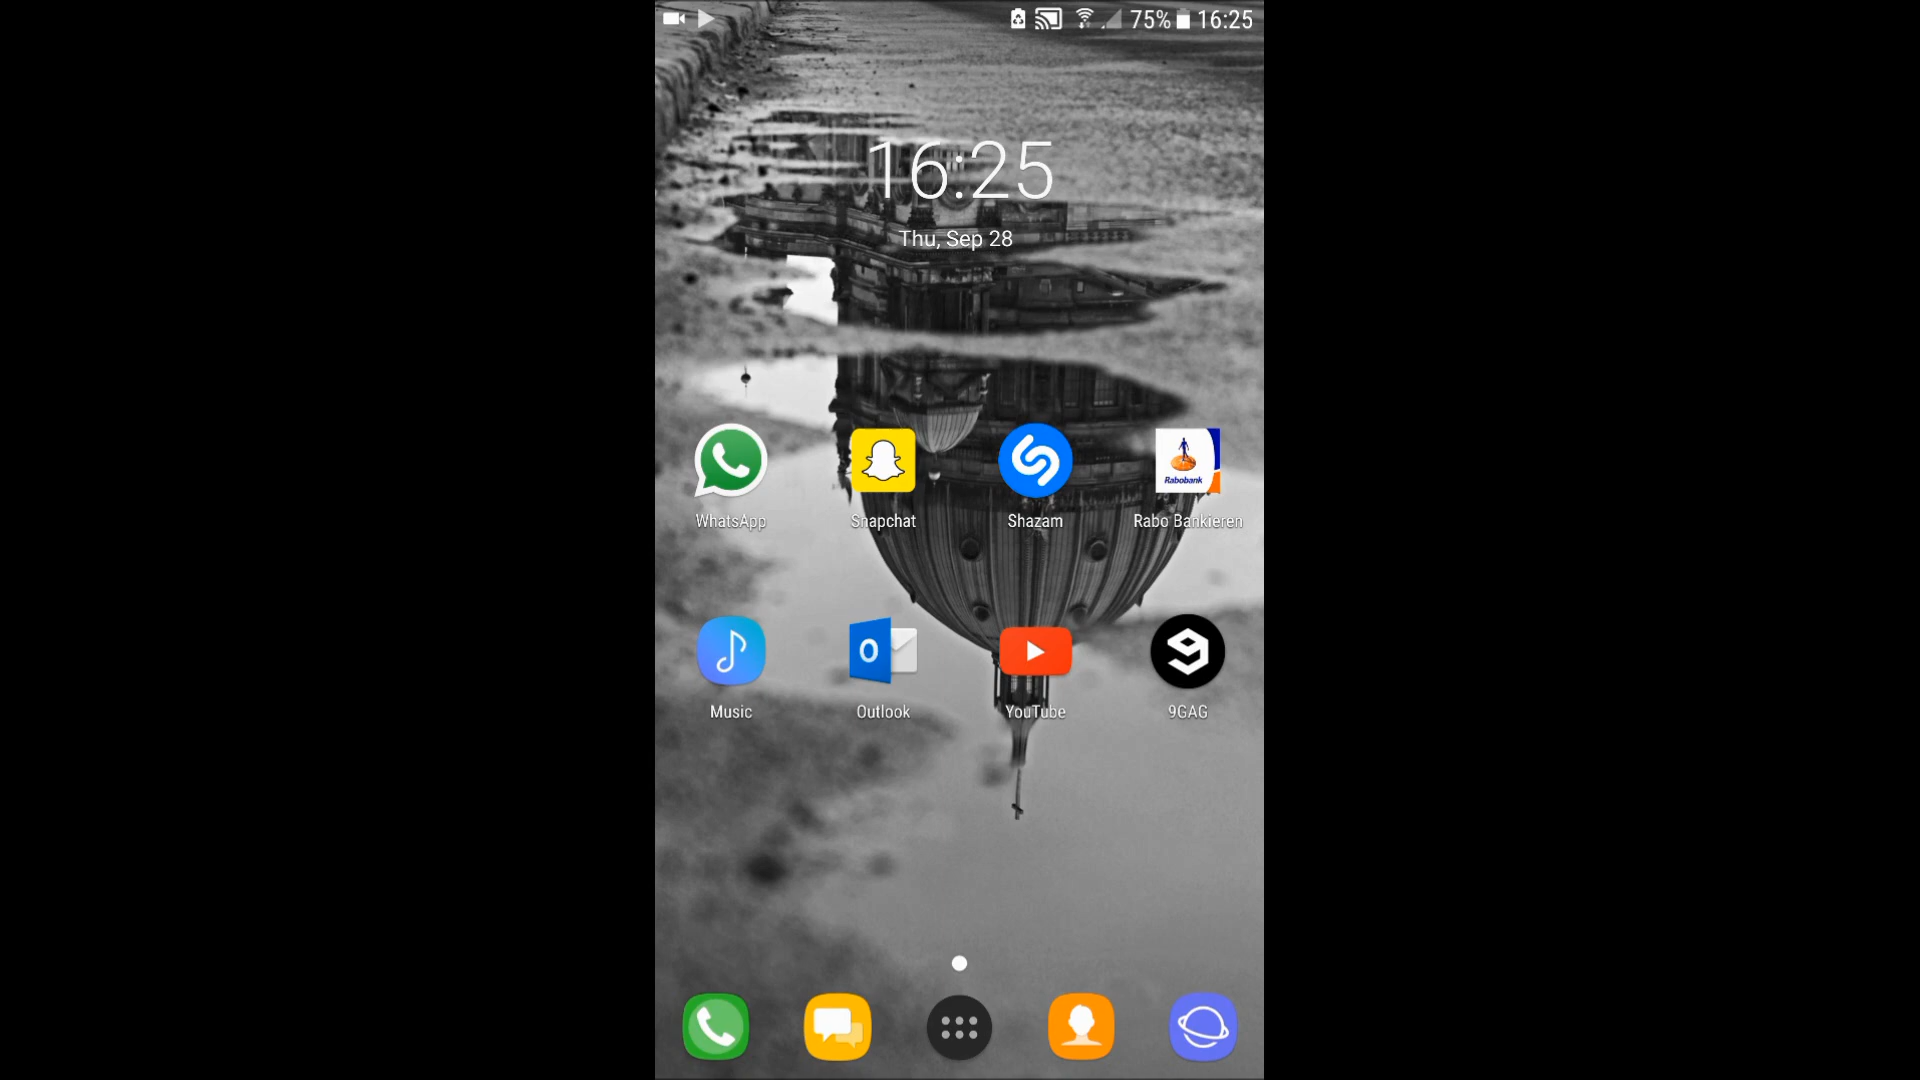 75% 16:25
16:25
Thu, Sep 28
Rabobank
WhatsApp Snapchat Shazam Rabo Bankieren
Music Outlook YouTube 9GAG